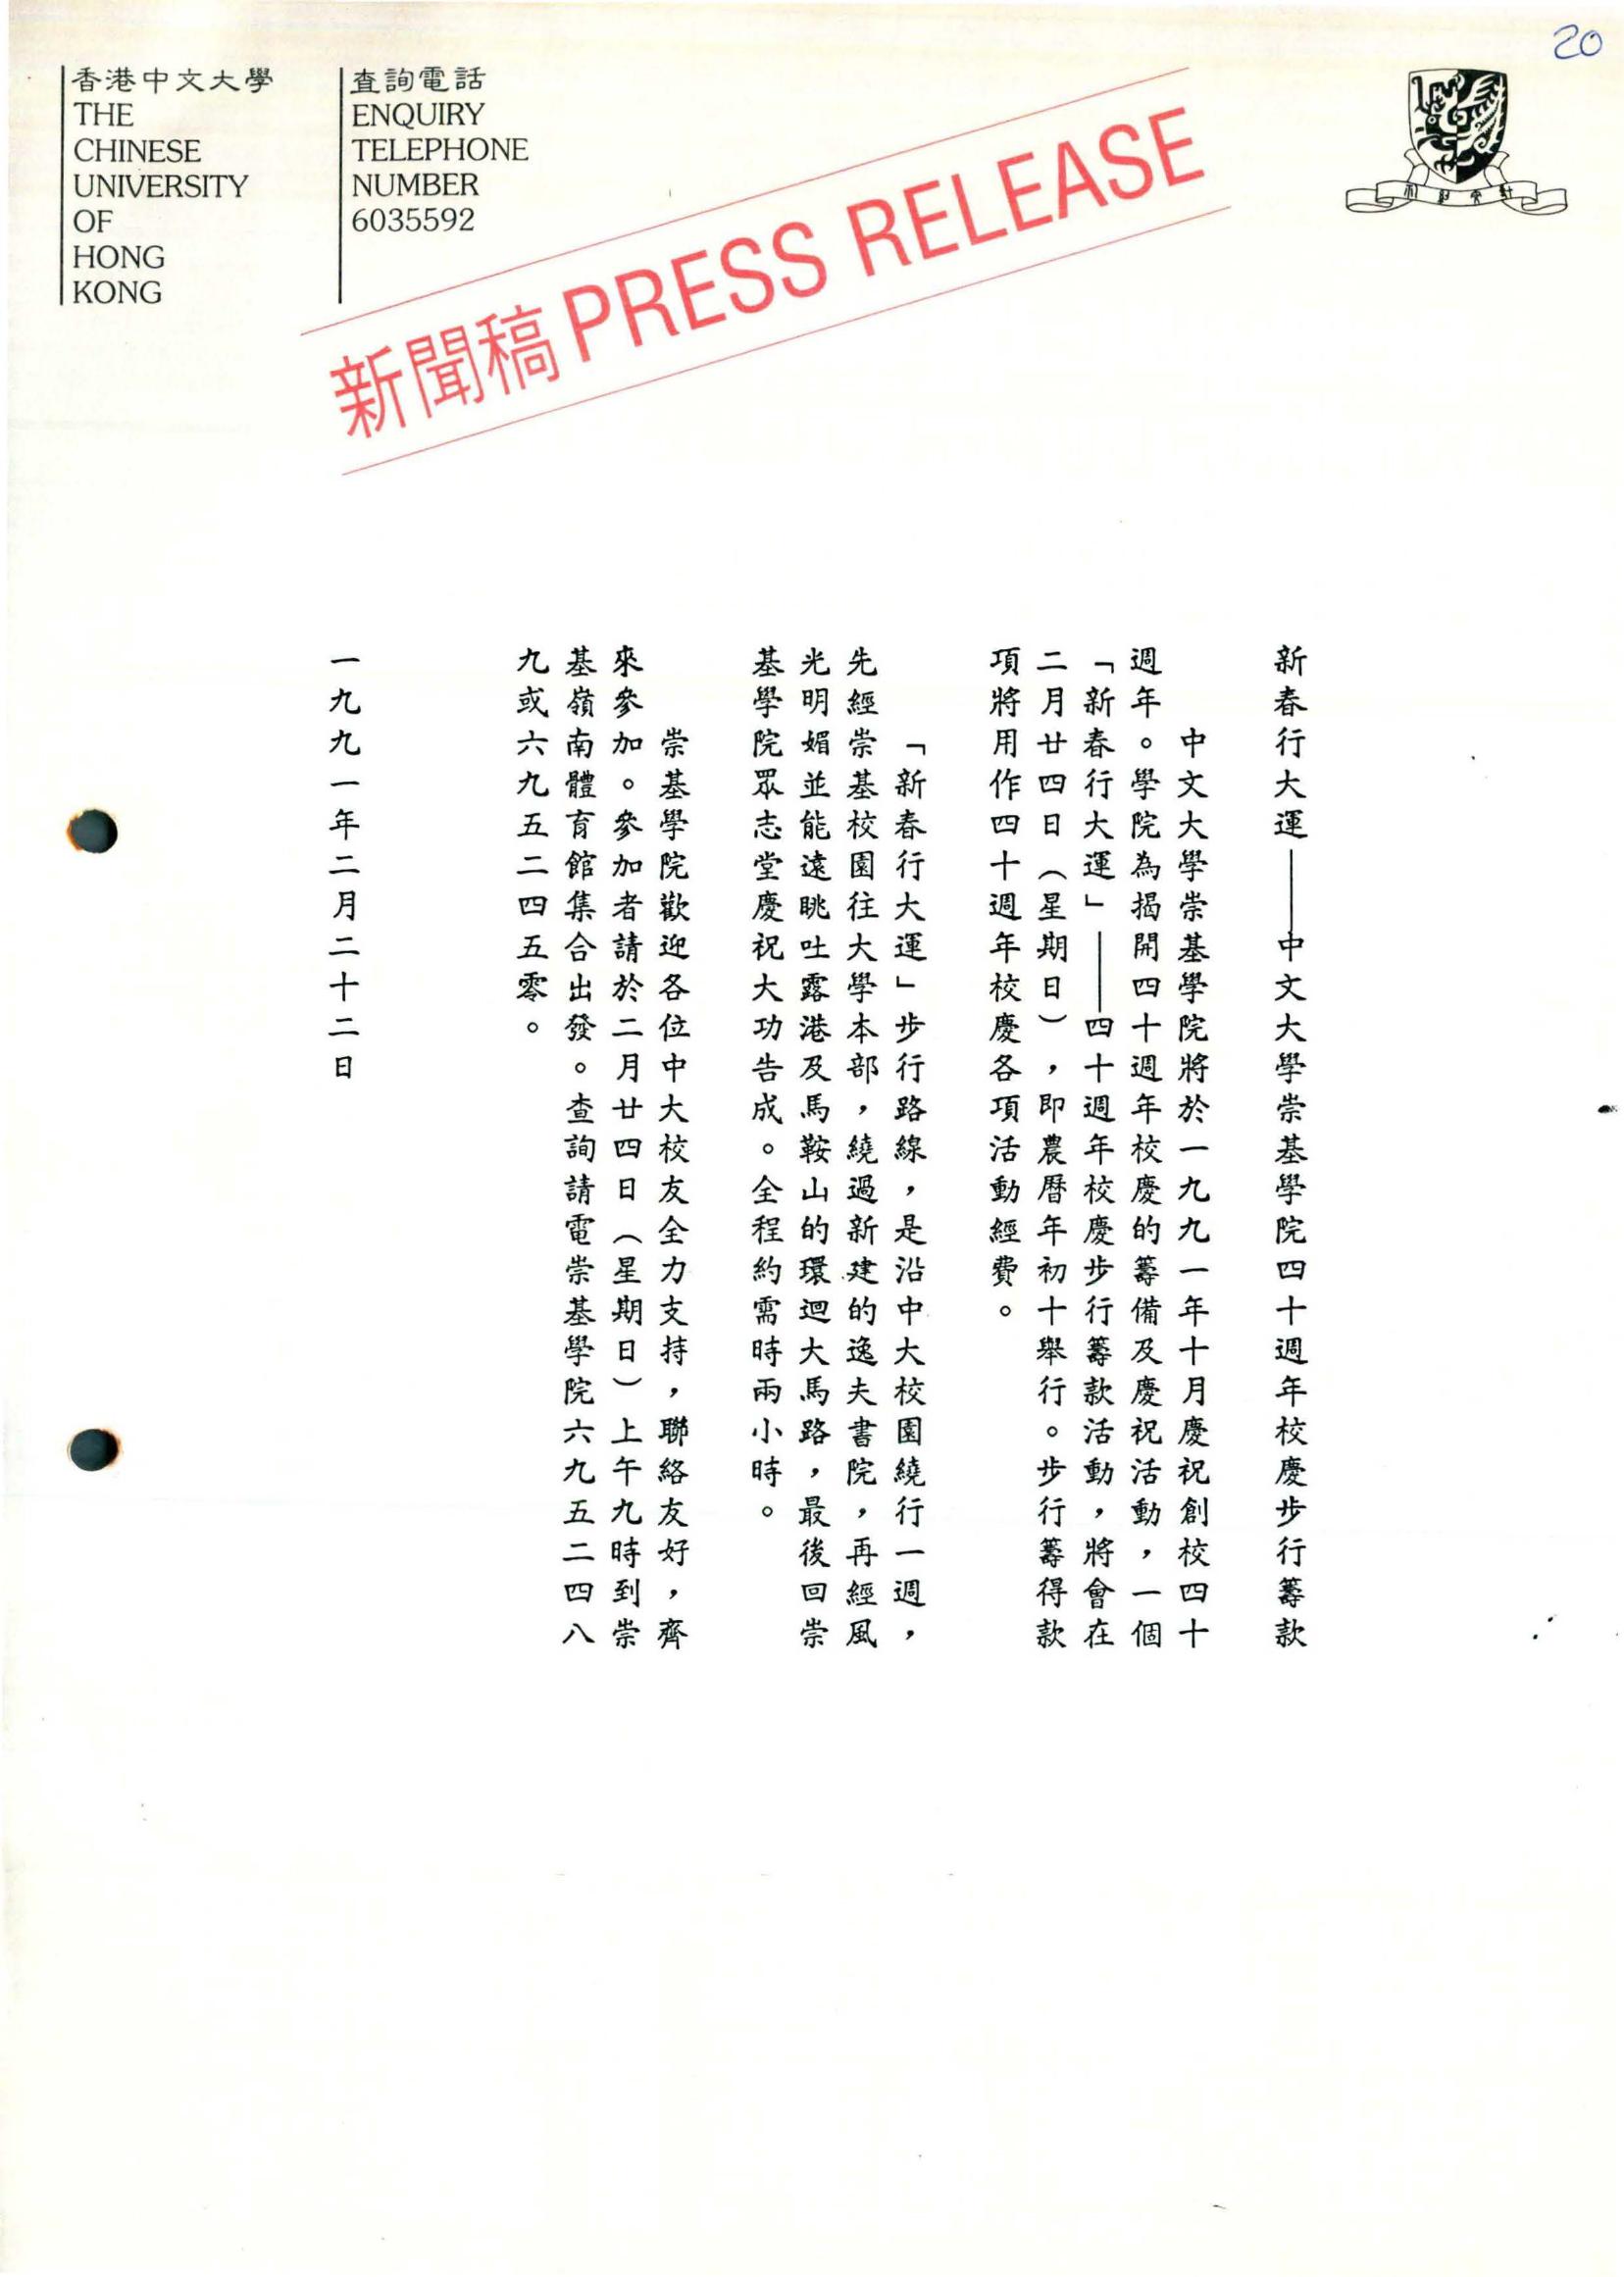 20
香港中文大學
THE
CHINESE
UNIVERSITY
OF
HONG
KONG
查詢電話
ENQUIRY
TELEPHONE
NUMBER
6035592
新聞稿 PRESS RELEASE
新春行大運——中文大學崇基學院四十週年校慶步行籌款
中文大學崇基學院將於一九九一年十月慶祝創校四十
週年。學院為揭開四十週年校慶的籌備及慶祝活動，一個
「新春行大運」——四十週年校慶步行籌款活動，將會在
二月廿四日（星期日），即農曆年初十舉行。步行籌得款
項將用作四十週年校慶各項活動經費。
「新春行大運」步行路線，是沿中大校園繞行一週，
先經崇基校園往大學本部，繞過新建的逸夫書院，再經風
光明媚並能遠眺吐露港及馬鞍山的環迴大馬路，最後回崇
基學院眾志堂慶祝大功告成。全程約需時兩小時。
崇基學院歡迎各位中大校友全力支持，聯絡友好，齊
來參加。參加者請於二月廿四日（星期日）上午九時到崇
基嶺南體育館集合出發。查詢請電崇基學院六九五二四八
九或六九五二四五零。
一九九一年二月二十二日